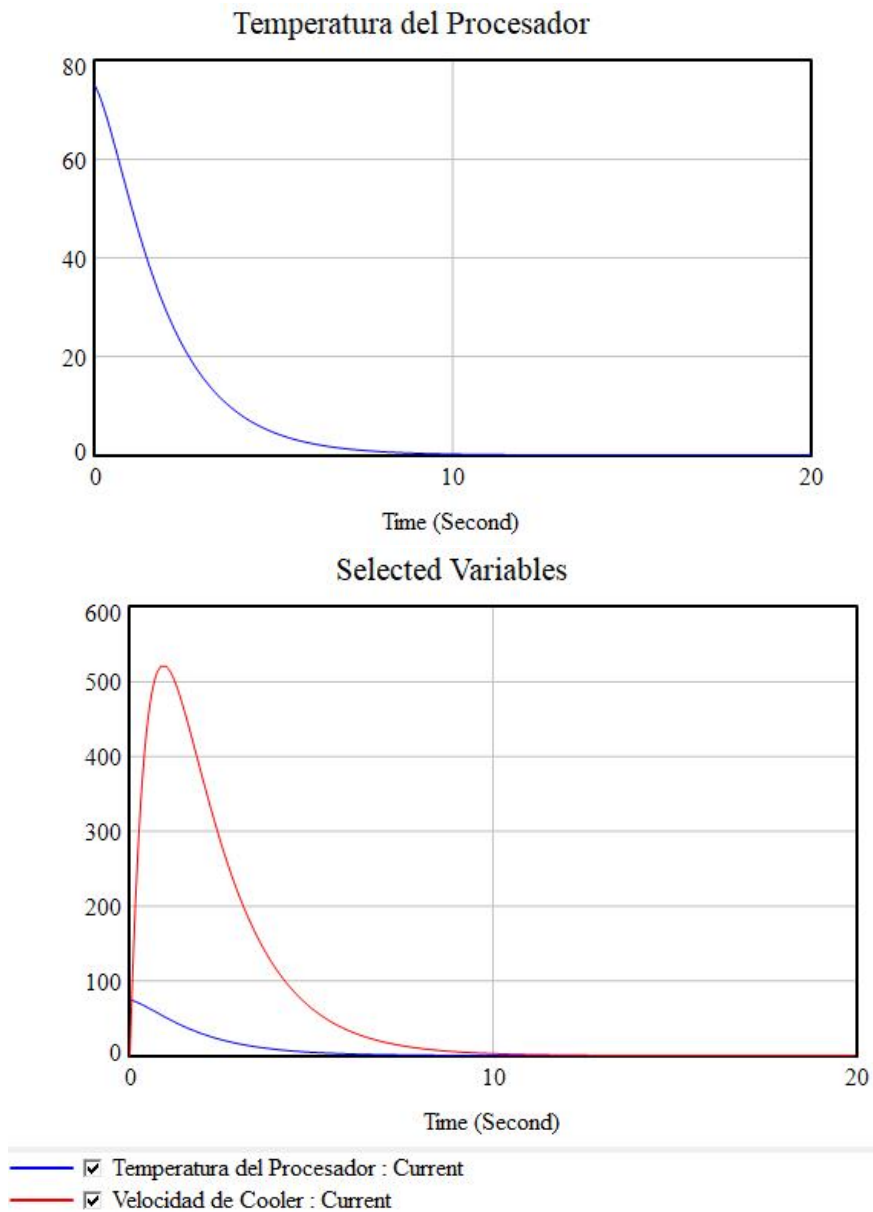 Temperatura del Procesador
80
60
40
20
0
0 10 20
Time (Second)
Selected Variables
600
500
400
300
200
100
0
0 10 20
Time (Second)
Temperatura del Procesador : Current
Velocidad de Cooler : Current